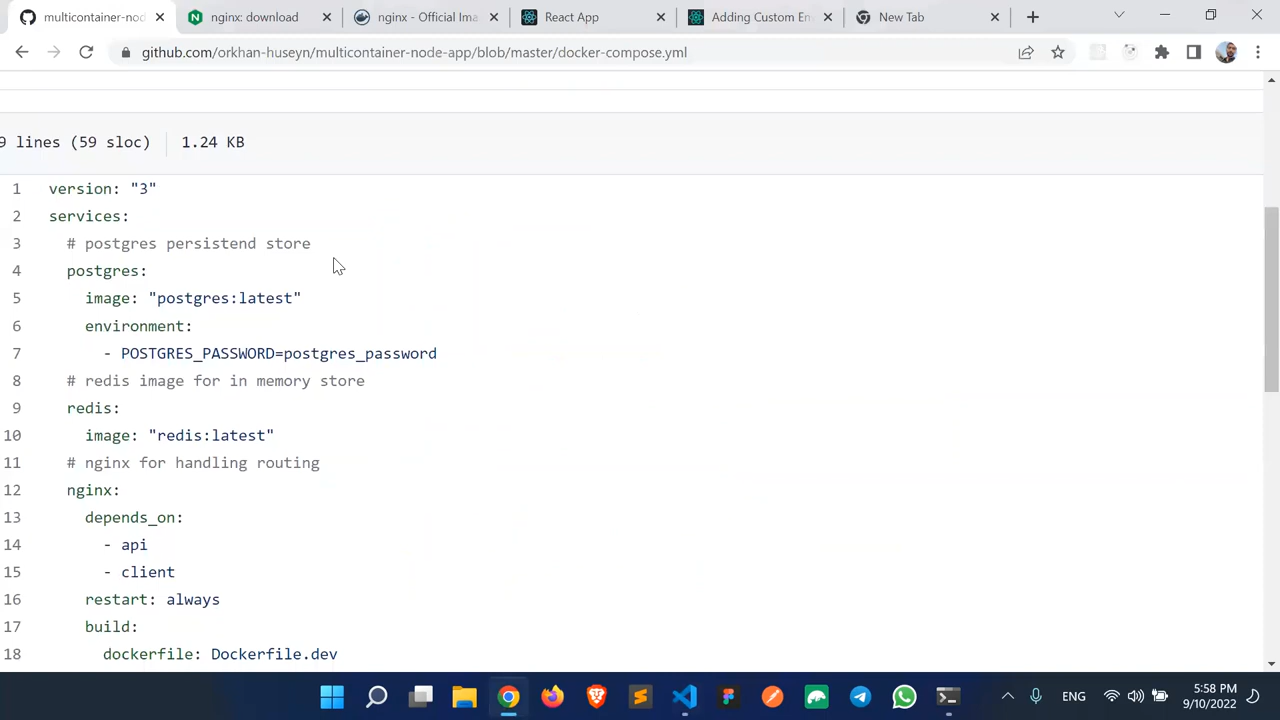 multicontainer-nod
nginx: download
nginx - Official Ima
React App
Adding Custom En
New Tab
github.com/orkhan-huseyn/multicontainer-node-app/blob/master/docker-compose.yml
9 lines (59 sloc) 1.24 KB
1 version: "3"
2 services:
3 # postgres persistend store
4 postgres:
5 image: "postgres:latest"
6 environment:
7 - POSTGRES_PASSWORD=postgres_password
8 # redis image for in memory store
9 redis:
10 image: "redis:latest"
11 # nginx for handling routing
12 nginx:
13 depends_on:
14 - api
15 - client
16 restart: always
17 build:
18 dockerfile: Dockerfile.dev
ENG
5:58 PM
9/10/2022